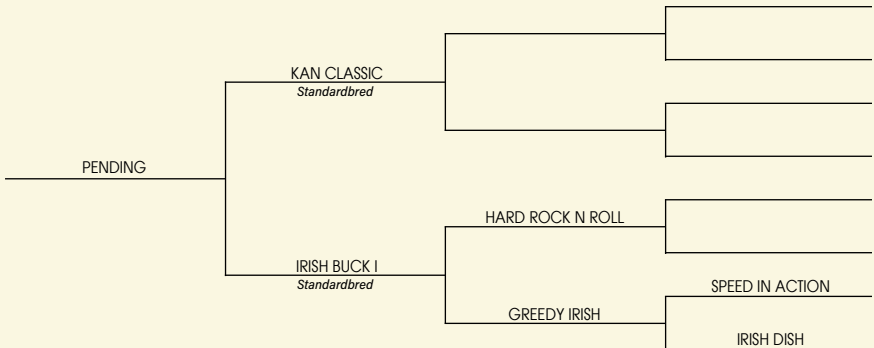 KAN CLASSIC
Standardbred
PENDING
HARD ROCK N ROLL
IRISH BUCK I
Standardbred
SPEED IN ACTION
GREEDY IRISH
IRISH DISH